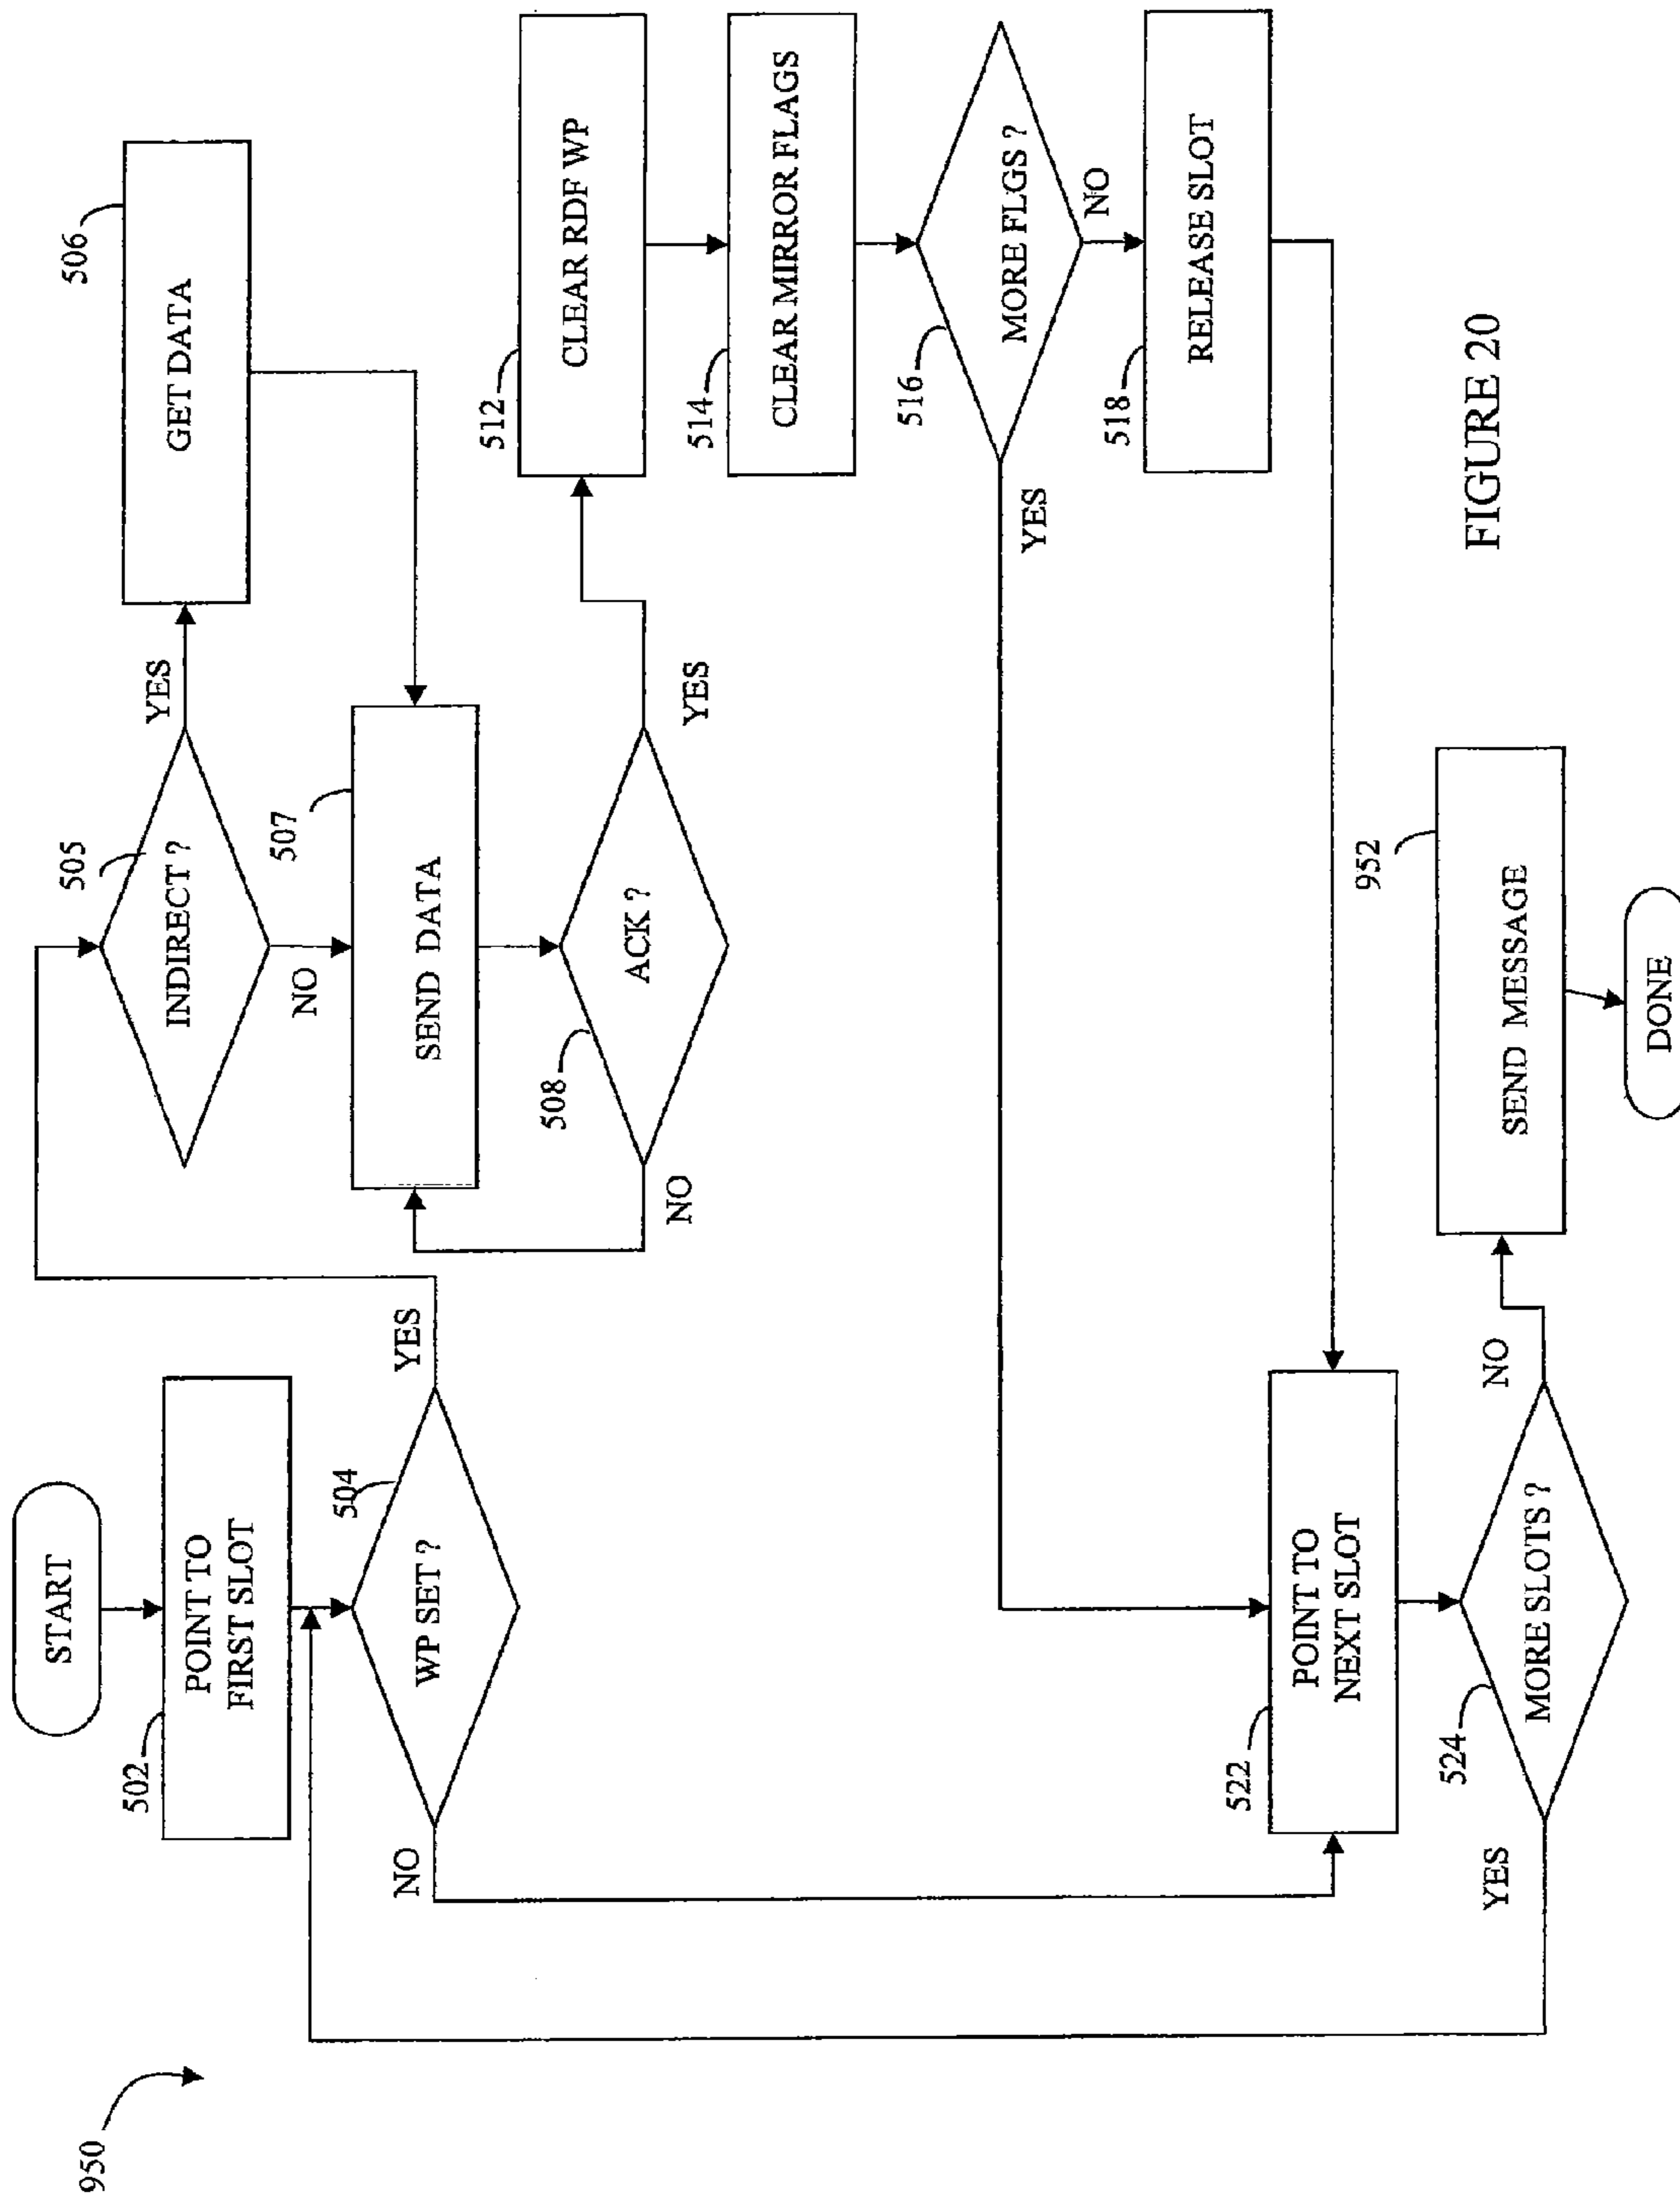 950
START
502
POINT TO
FIRST SLOT
504
WP SET ?
YES
NO
505
INDIRECT ?
YES
NO
506
GET DATA
507
SEND DATA
508
ACK ?
NO
YES
512
CLEAR RDF WP
514
CLEAR MIRROR FLAGS
516
MORE FLGS ?
YES
NO
518
RELEASE SLOT
522
POINT TO
NEXT SLOT
524
MORE SLOTS ?
YES
NO
952
SEND MESSAGE
DONE
FIGURE 20